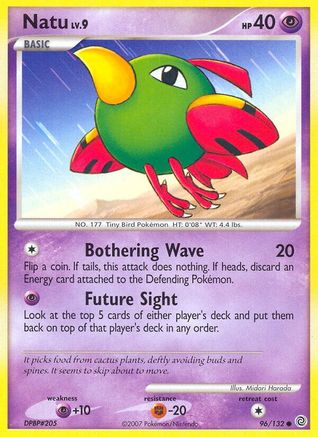 Natu LV.9 HP 40
BASIC
NO. 177 Tiny Bird Pokémon HT: 0'08" WT: 4.4 lbs.
Bothering Wave 20
Flip a coin. If tails, this attack does nothing. If heads, discard an
Energy card attached to the Defending Pokémon.
Future Sight
Look at the top 5 cards of either player's deck and put them
back on top of that player's deck in any order.
It picks food from cactus plants, deftly avoiding buds and
spines. It seems to skip about to move.
Illus. Midori Harada
DPBP#205
weakness resistance retreat cost
+10 -20
©2007 Pokémon/Nintendo 96/132